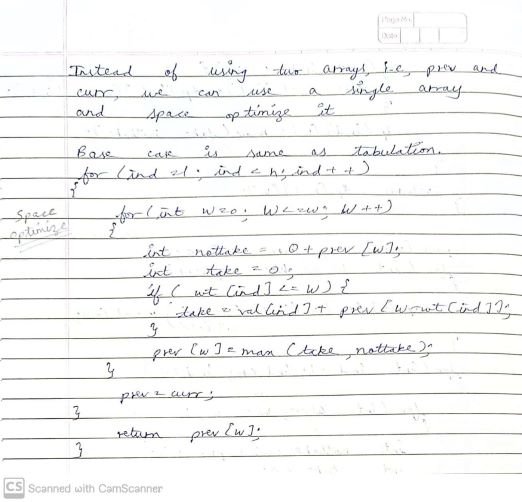 Page No.
Date
Instead of using two arrays, i.e, prev and
curr, we can use a single array
and space optimize it
Base case is same as tabulation.
for (ind =1; ind < n; ind ++)
{
Space optimize
for (int W=0; W<=w; W++)
{
int nottake = 0 + prev [W];
int take = 0;
if ( wt [ind] <= W) {
take = val[ind] + prev [W-wt[ind]];
}
prev [W] = max (take, nottake);
}
prev = curr;
}
return prev [W];
}
CS Scanned with CamScanner